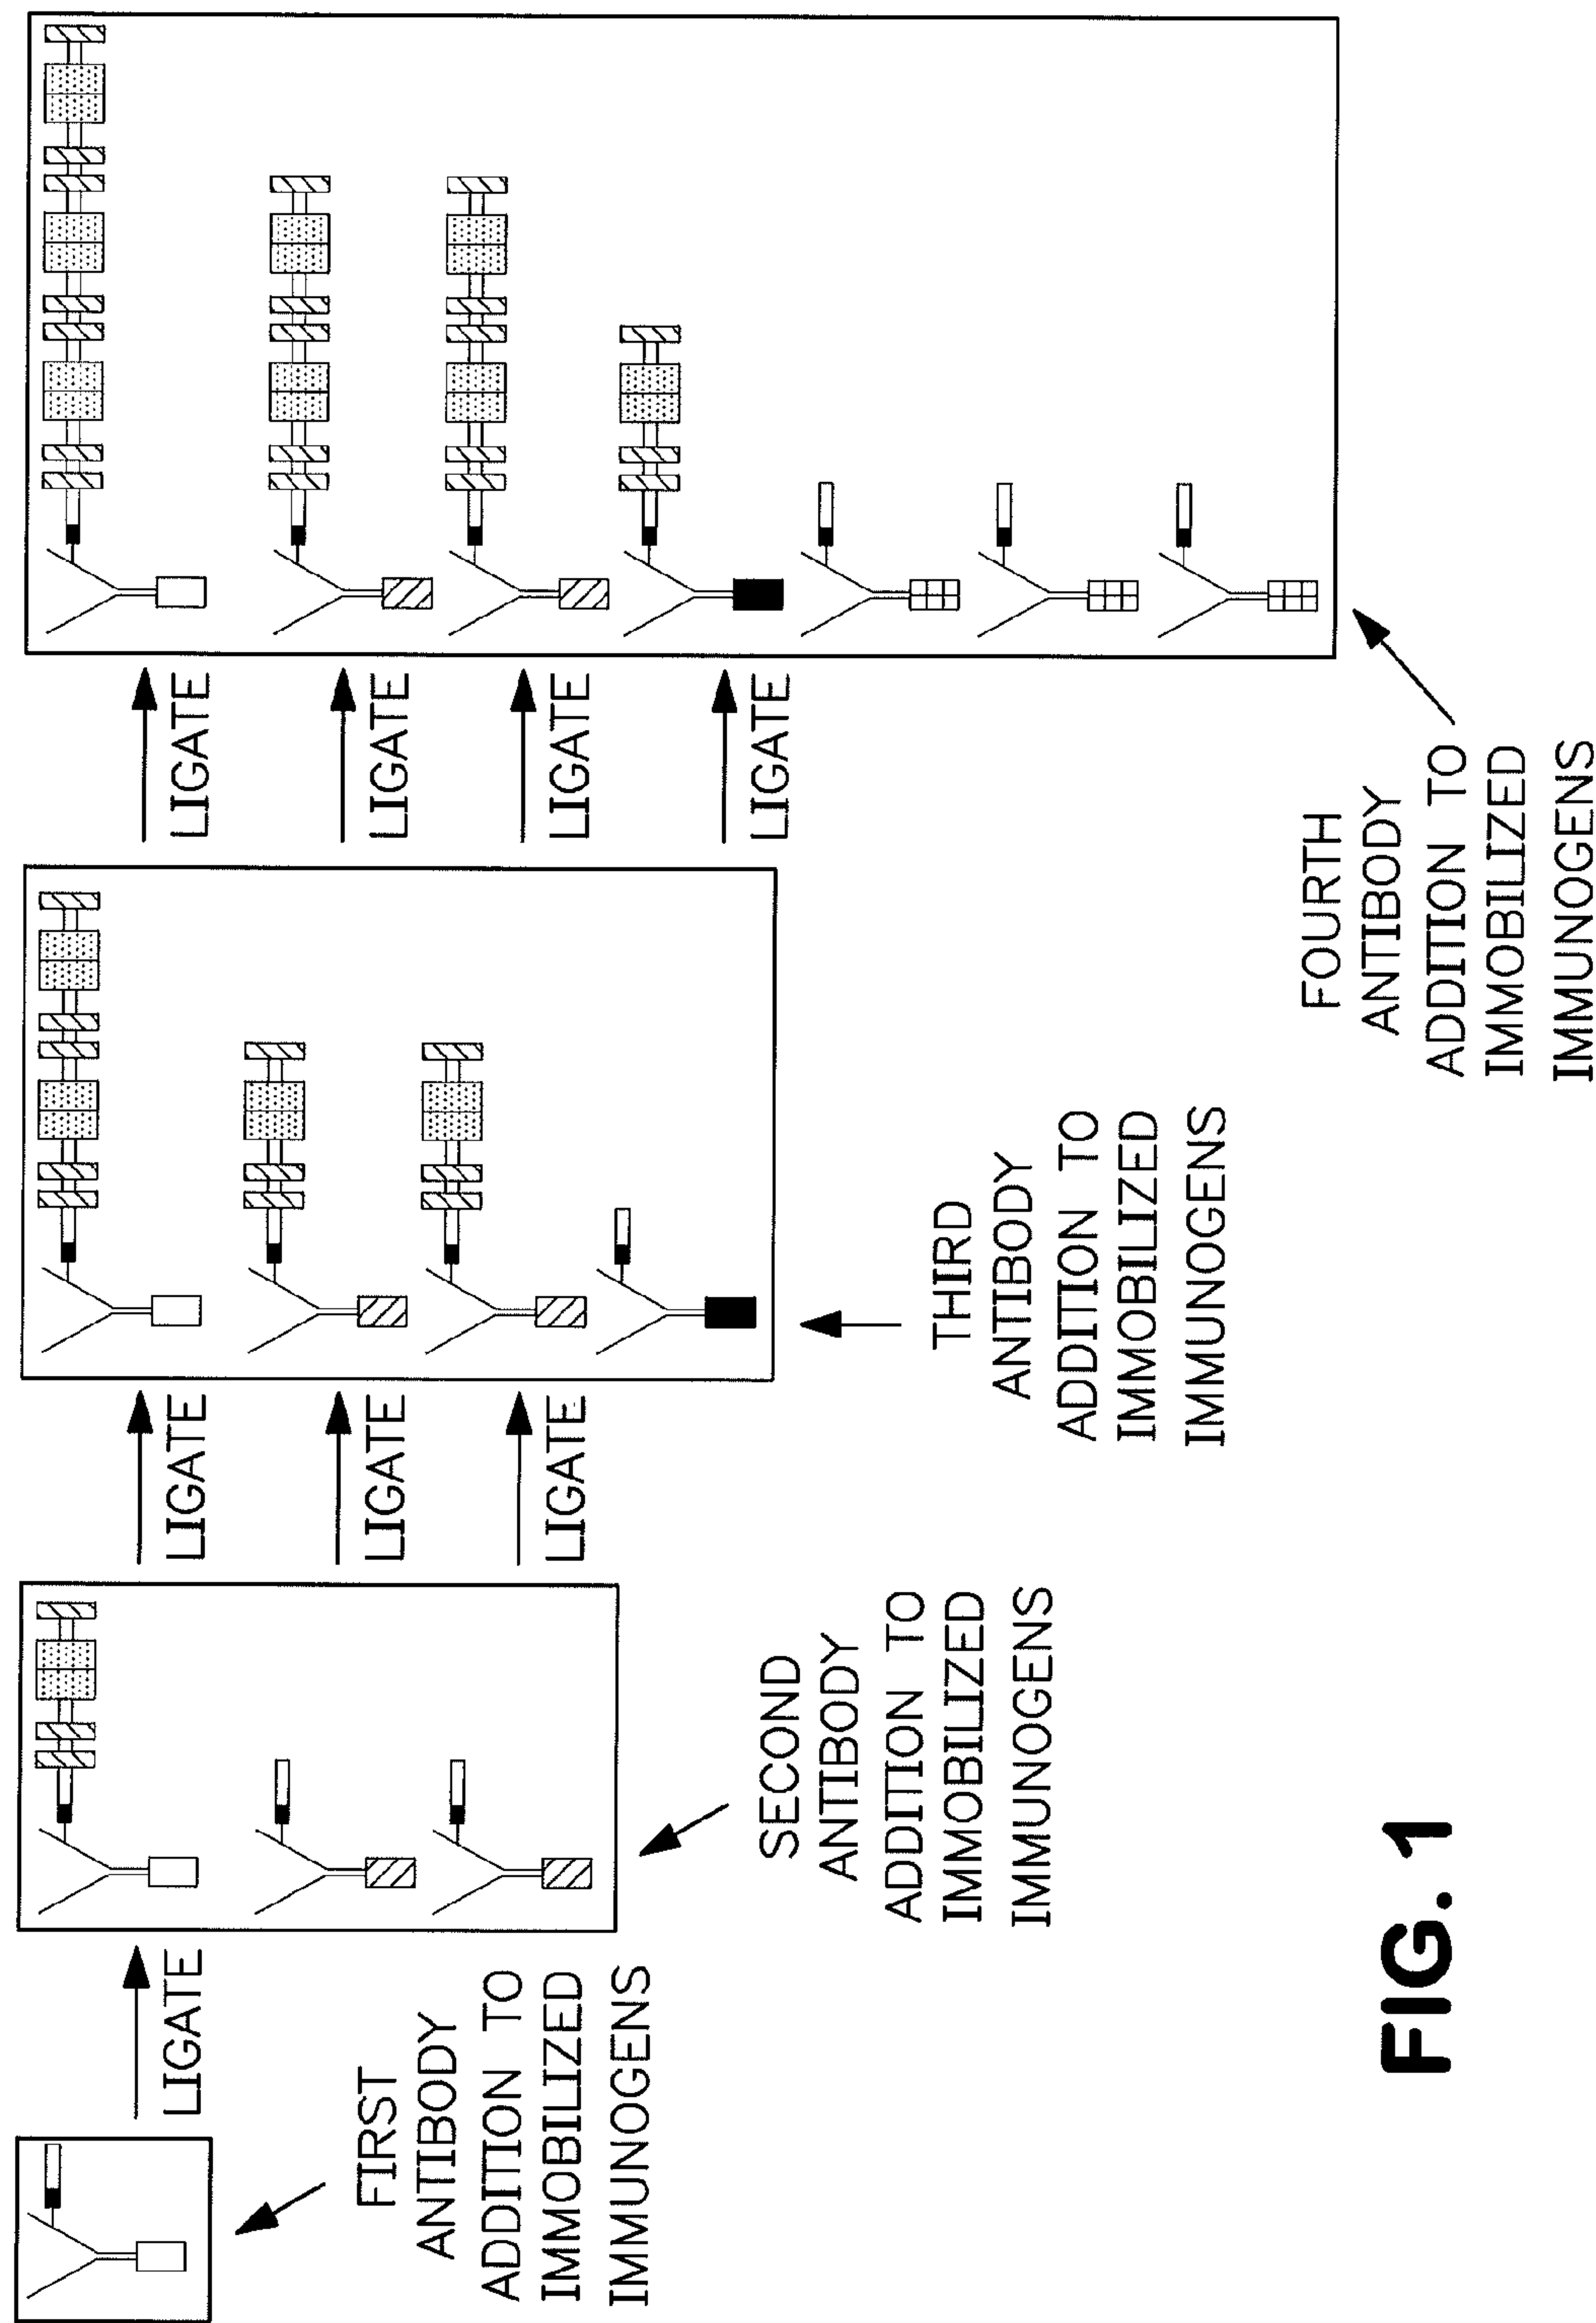 LIGATE
LIGATE
LIGATE
LIGATE
LIGATE
LIGATE
LIGATE
LIGATE
FIRST
ANTIBODY
ADDITION TO
IMMOBILIZED
IMMUNOGENS
SECOND
ANTIBODY
ADDITION TO
IMMOBILIZED
IMMUNOGENS
THIRD
ANTIBODY
ADDITION TO
IMMOBILIZED
IMMUNOGENS
FOURTH
ANTIBODY
ADDITION TO
IMMOBILIZED
IMMUNOGENS
FIG. 1